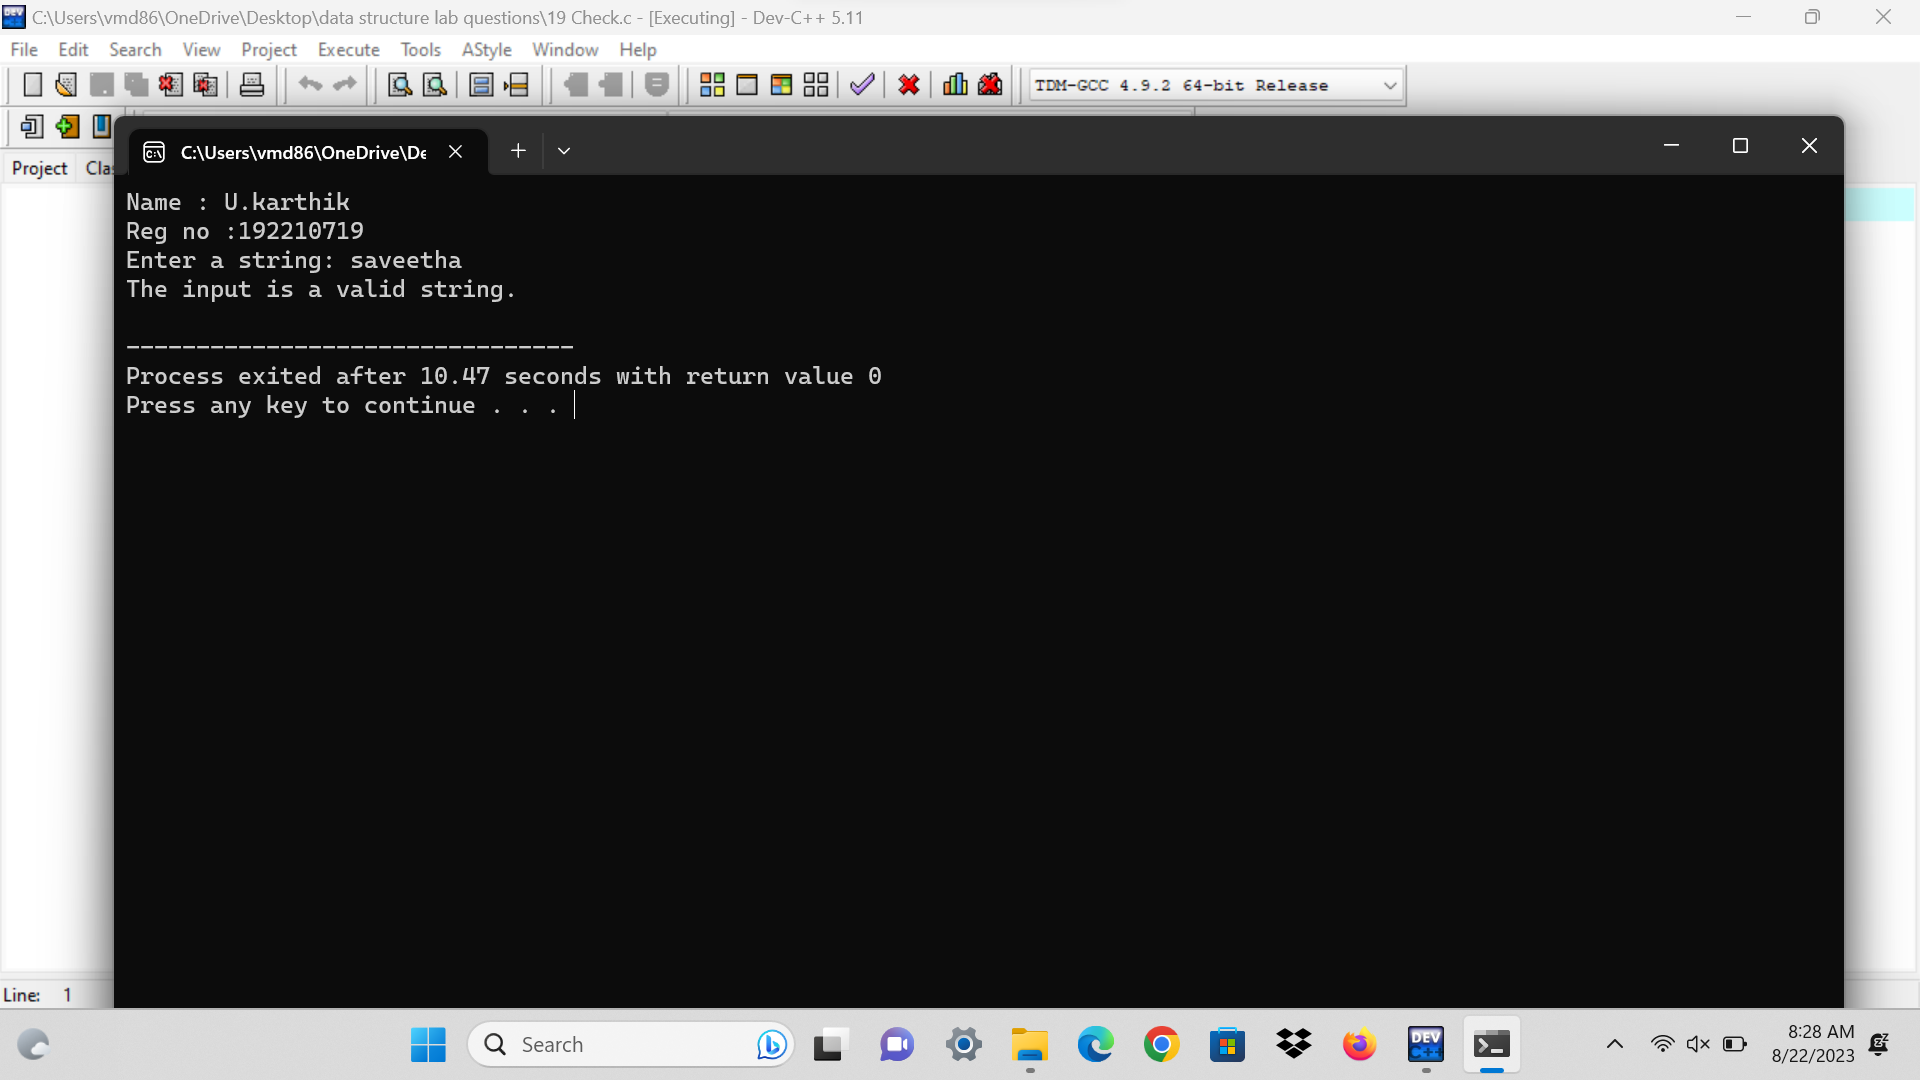 C:\Users\vmd86\OneDrive\Desktop\data structure lab questions\19 Check.c - [Executing] - Dev-C++ 5.11
File Edit Search View Project Execute Tools AStyle Window Help
TDM-GCC 4.9.2 64-bit Release
C:\Users\vmd86\OneDrive\De
Project Clas
Name : U.karthik
Reg no :192210719
Enter a string: saveetha
The input is a valid string.
--------------------------------
Process exited after 10.47 seconds with return value 0
Press any key to continue . . .
Line: 1
Search
DEV C++
8:28 AM
8/22/2023